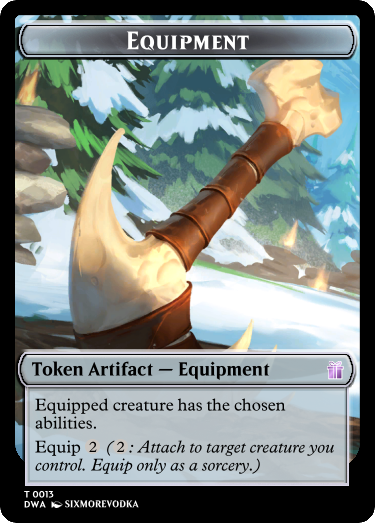 EQUIPMENT
Token Artifact — Equipment
Equipped creature has the chosen
abilities.
Equip 2 (2: Attach to target creature you
control. Equip only as a sorcery.)
T 0013
DWA SIXMOREVODKA